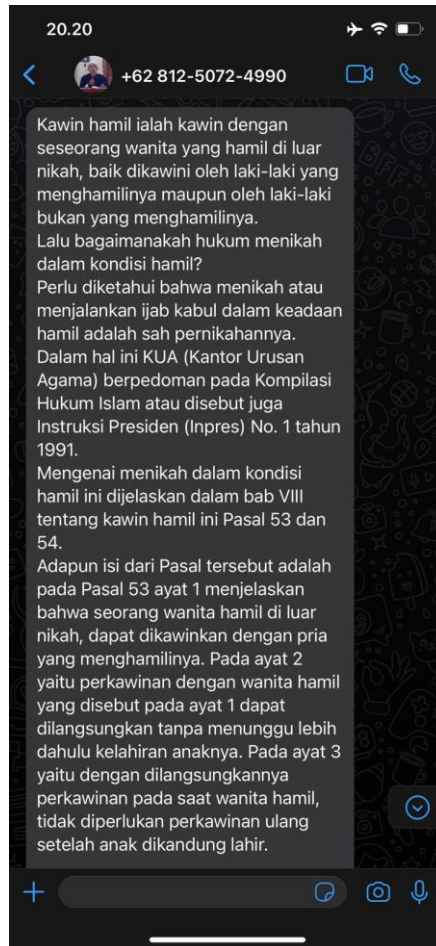 20.20
+62 812-5072-4990
Kawin hamil ialah kawin dengan
seseorang wanita yang hamil di luar
nikah, baik dikawini oleh laki-laki yang
menghamilinya maupun oleh laki-laki
bukan yang menghamilinya.
Lalu bagaimanakah hukum menikah
dalam kondisi hamil?
Perlu diketahui bahwa menikah atau
menjalankan ijab kabul dalam keadaan
hamil adalah sah pernikahannya.
Dalam hal ini KUA (Kantor Urusan
Agama) berpedoman pada Kompilasi
Hukum Islam atau disebut juga
Instruksi Presiden (Inpres) No. 1 tahun
1991.
Mengenai menikah dalam kondisi
hamil ini dijelaskan dalam bab VIII
tentang kawin hamil ini Pasal 53 dan
54.
Adapun isi dari Pasal tersebut adalah
pada Pasal 53 ayat 1 menjelaskan
bahwa seorang wanita hamil di luar
nikah, dapat dikawinkan dengan pria
yang menghamilinya. Pada ayat 2
yaitu perkawinan dengan wanita hamil
yang disebut pada ayat 1 dapat
dilangsungkan tanpa menunggu lebih
dahulu kelahiran anaknya. Pada ayat 3
yaitu dengan dilangsungkannya
perkawinan pada saat wanita hamil,
tidak diperlukan perkawinan ulang
setelah anak dikandung lahir.